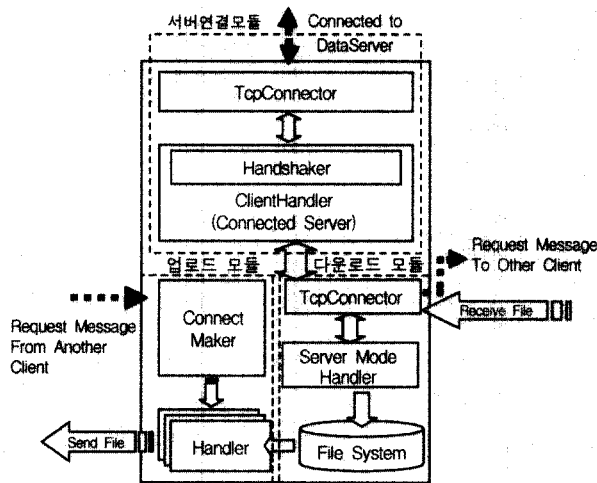 서버연결모듈
Connected to
DataServer
TcpConnector
Handshaker
ClientHandler
(Connected Server)
업로드 모듈
다운로드 모듈
Request Message
To Other Client
TcpConnector
Receive File
Request Message
From Another
Client
Connect
Maker
Server Mode
Handler
Send File
Handler
File System